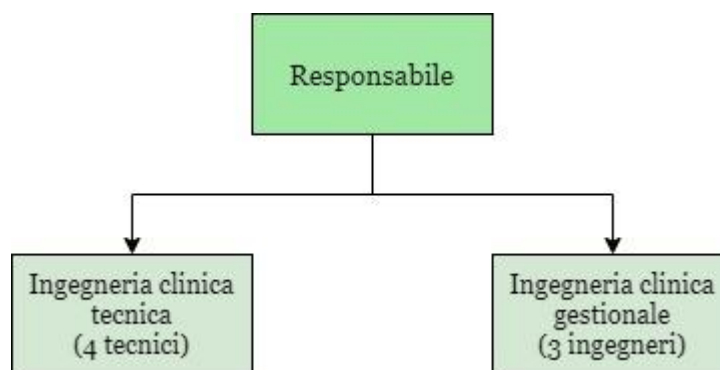 Responsabile
Ingegneria clinica
tecnica
(4 tecnici)
Ingegneria clinica
gestionale
(3 ingegneri)